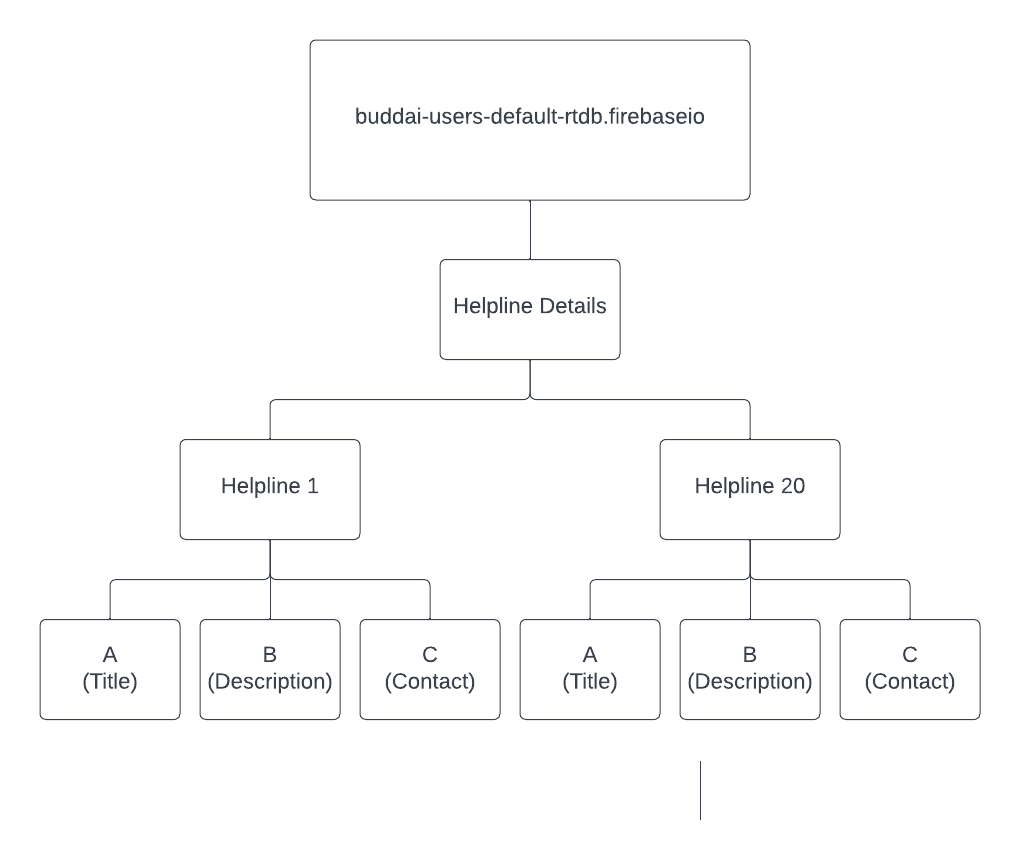 buddai-users-default-rtdb.firebaseio
Helpline Details
Helpline 1
Helpline 20
A
(Title)
B
(Description)
C
(Contact)
A
(Title)
B
(Description)
C
(Contact)